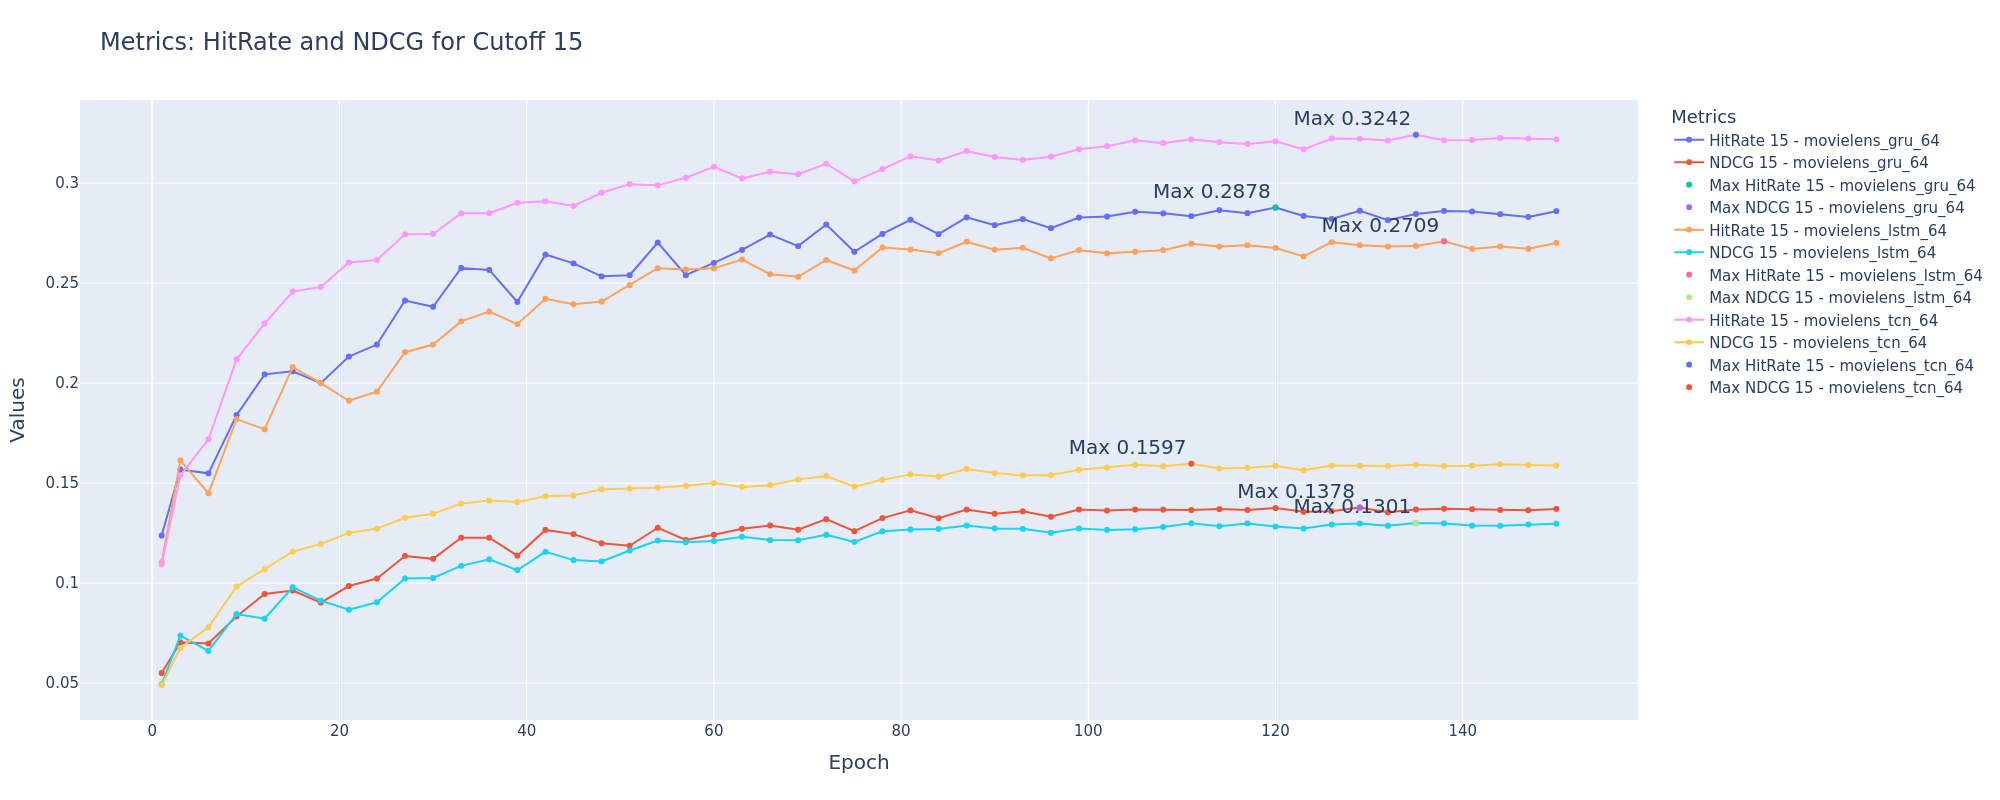 Metrics: HitRate and NDCG for Cutoff 15
Values
0.3
0.25
0.2
0.15
0.1
0.05
Max 0.3242
Max 0.2878
Max 0.2709
Max 0.1597
Max 0.1378
Max 0.1301
0
20
40
60
80
100
120
140
Epoch
Metrics
HitRate 15 - movielens_gru_64
NDCG 15 - movielens_gru_64
Max HitRate 15 - movielens_gru_64
Max NDCG 15 - movielens_gru_64
HitRate 15 - movielens_lstm_64
NDCG 15 - movielens_lstm_64
Max HitRate 15 - movielens_lstm_64
Max NDCG 15 - movielens_lstm_64
HitRate 15 - movielens_tcn_64
NDCG 15 - movielens_tcn_64
Max HitRate 15 - movielens_tcn_64
Max NDCG 15 - movielens_tcn_64